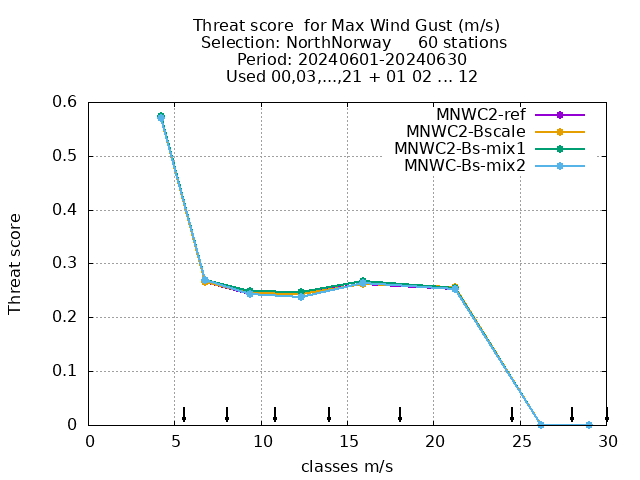 Threat score  for Max Wind Gust (m/s)
Selection: NorthNorway     60 stations
Period: 20240601-20240630
Used 00,03,...,21 + 01 02 ... 12
MNWC2-ref
MNWC2-Bscale
MNWC2-Bs-mix1
MNWC-Bs-mix2
Threat score
0.6
0.5
0.4
0.3
0.2
0.1
0
0 5 10 15 20 25 30
classes m/s